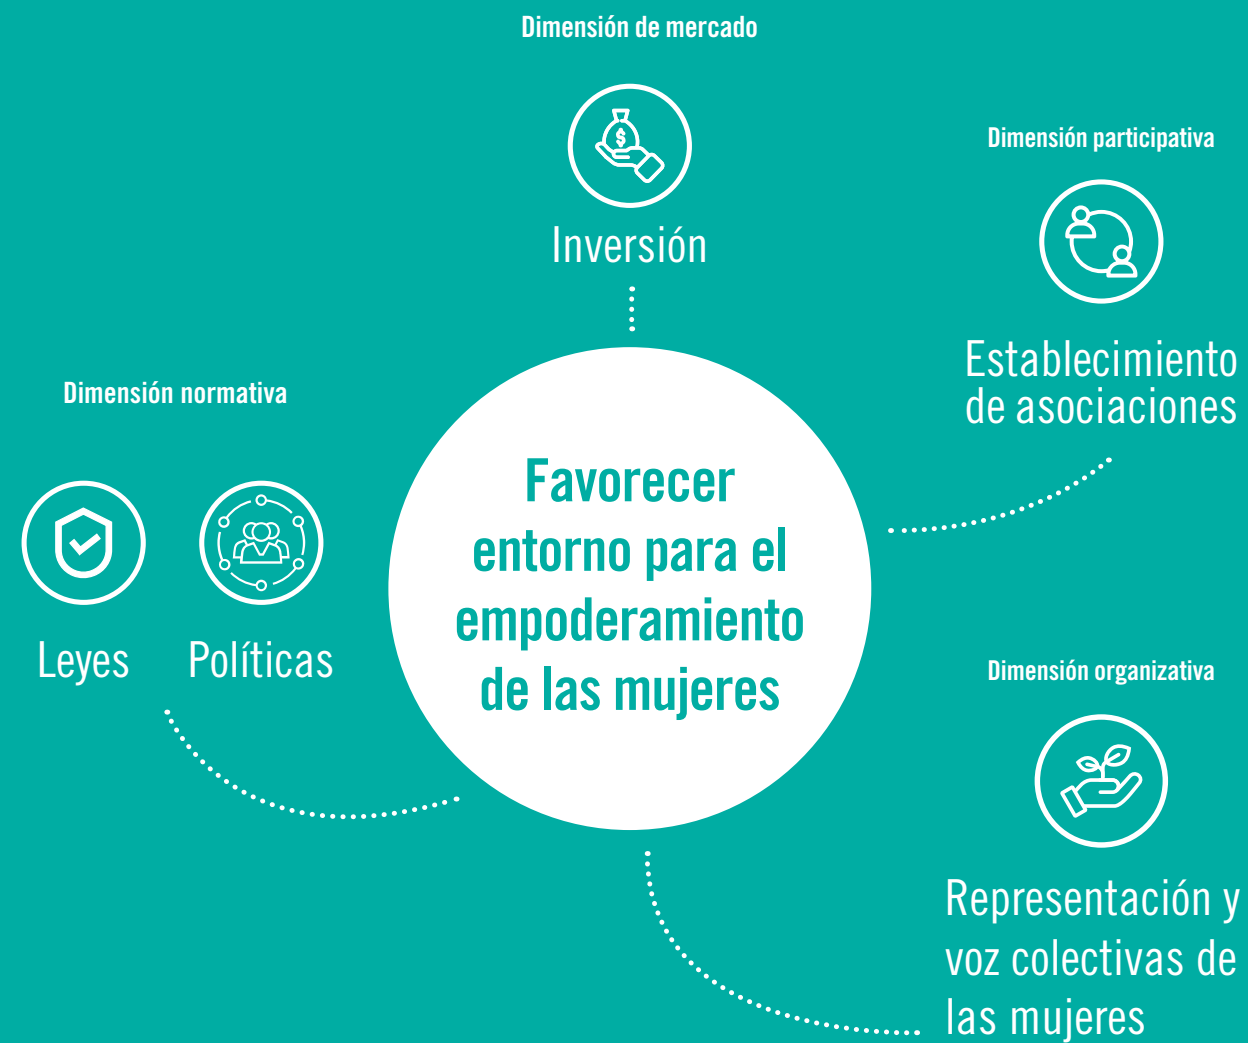 Dimensión de mercado
$
Inversión
Dimensión participativa
Establecimiento
de asociaciones
Dimensión normativa
Leyes
Políticas
Favorecer
entorno para el
empoderamiento
de las mujeres
Dimensión organizativa
Representación y
voz colectivas de
las mujeres